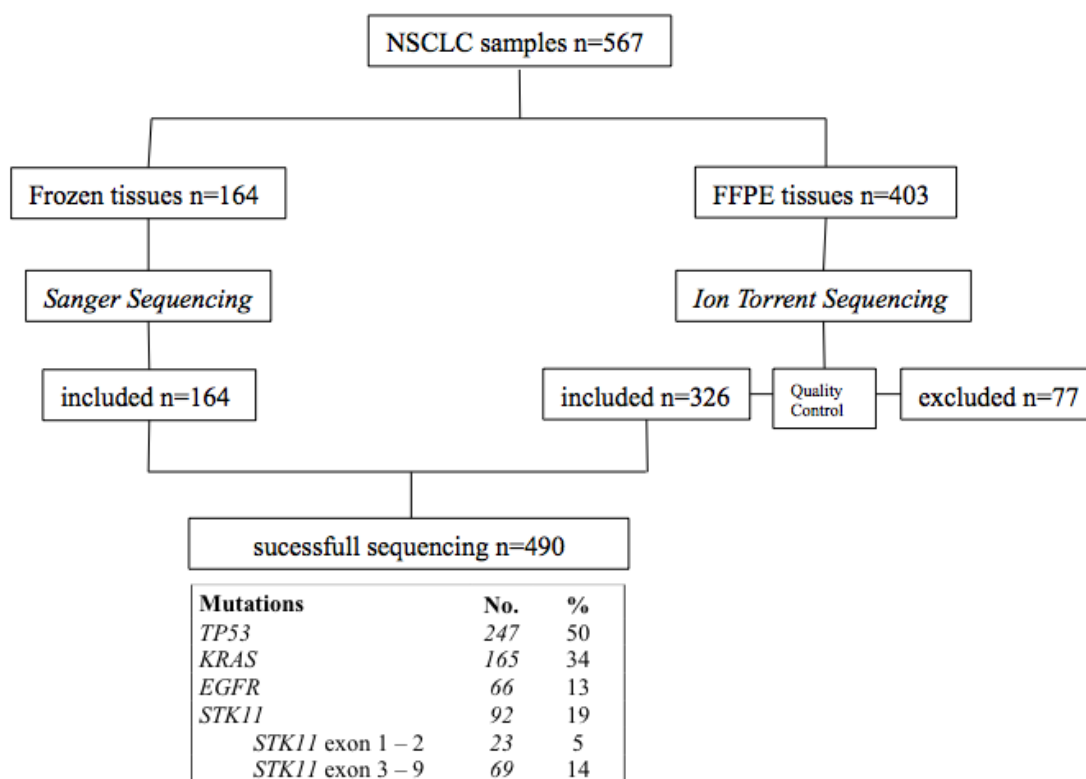 NSCLC samples n=567
Frozen tissues n=164
FFPE tissues n=403
Sanger Sequencing
Ion Torrent Sequencing
included n=164
included n=326
Quality
Control
excluded n=77
sucessfull sequencing n=490
Mutations No. %
TP53 247 50
KRAS 165 34
EGFR 66 13
STK11 92 19
STK11 exon 1 – 2 23 5
STK11 exon 3 – 9 69 14